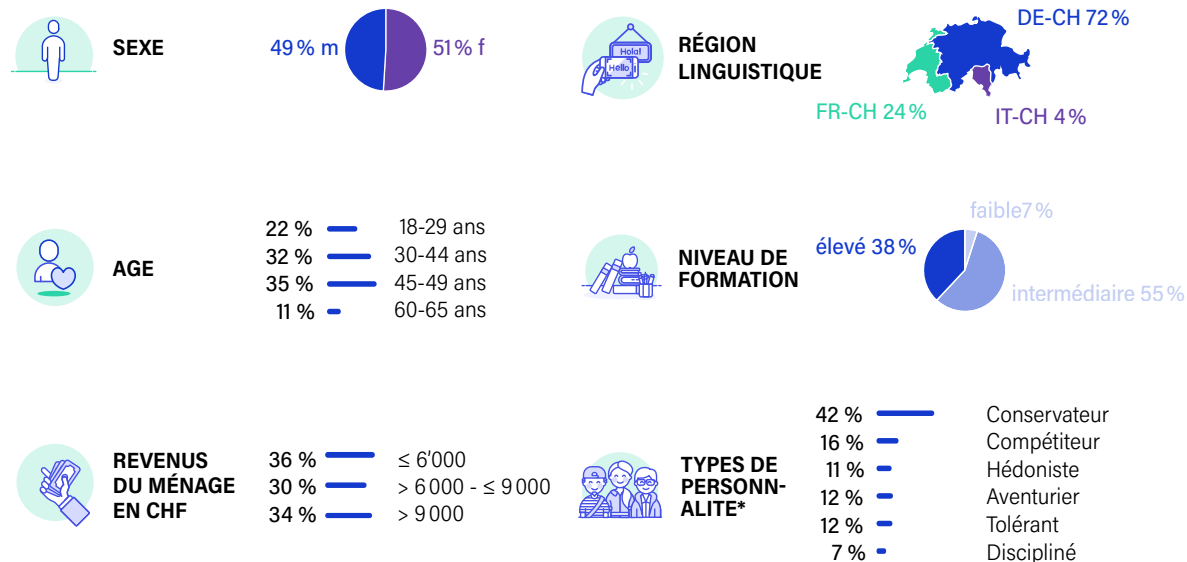 SEXE
49 % m
51 % f
RÉGION
LINGUISTIQUE
Hola!
Hello
DE-CH 72 %
FR-CH 24 %
IT-CH 4 %
AGE
22 % 18-29 ans
32 % 30-44 ans
35 % 45-49 ans
11 % 60-65 ans
NIVEAU DE
FORMATION
faible7 %
élevé 38 %
intermédiaire 55 %
REVENUS
DU MÉNAGE
EN CHF
36 % ≤ 6'000
30 % > 6 000 - ≤ 9 000
34 % > 9 000
TYPES DE
PERSONN-
ALITE*
42 % Conservateur
16 % Compétiteur
11 % Hédoniste
12 % Aventurier
12 % Tolérant
7 % Discipliné